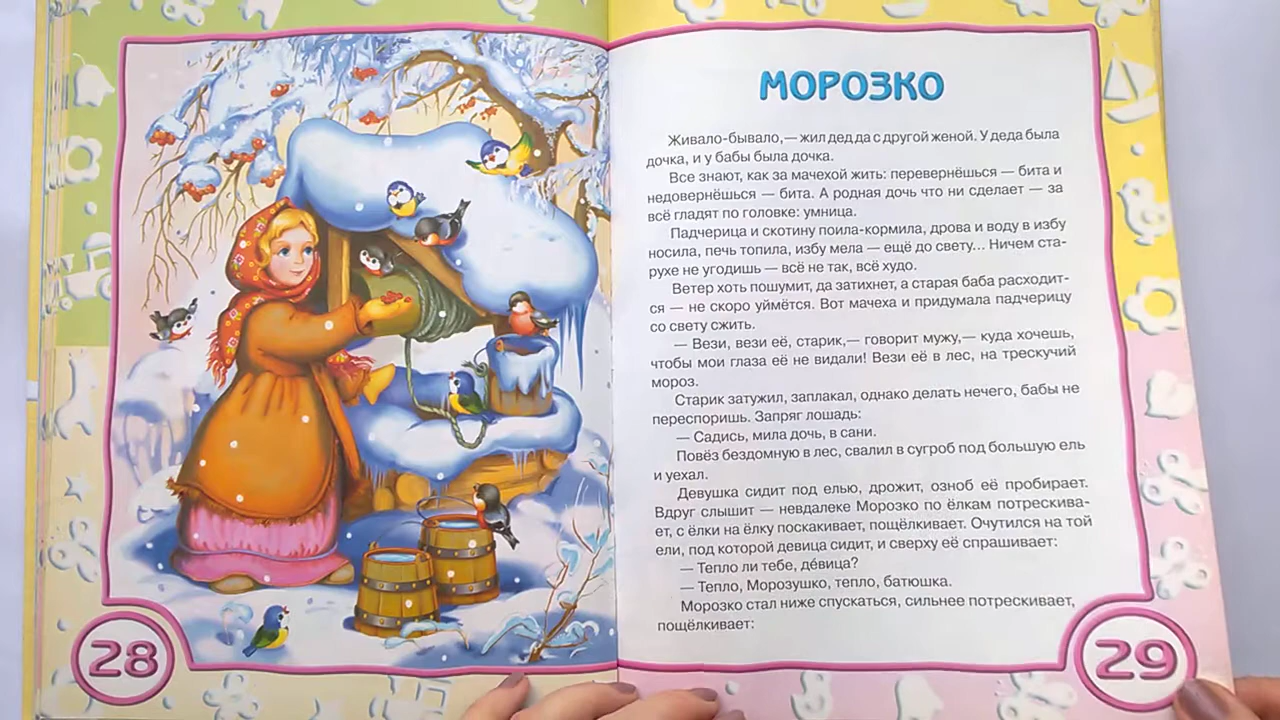 МОРОЗКО
Живало-бывало,— жил дед да с другой женой. У деда была
дочка, и у бабы была дочка.
Все знают, как за мачехой жить: перевернёшься — бита и
недовернёшься — бита. А родная дочь что ни сделает — за
всё гладят по головке: умница.
Падчерица и скотину поила-кормила, дрова и воду в избу
носила, печь топила, избу мела — ещё до свету... Ничем ста-
рухе не угодишь — всё не так, всё худо.
Ветер хоть пошумит, да затихнет, а старая баба расходит-
ся — не скоро уймётся. Вот мачеха и придумала падчерицу
со свету сжить.
— Вези, вези её, старик,— говорит мужу,— куда хочешь,
чтобы мои глаза её не видали! Вези её в лес, на трескучий
мороз.
Старик затужил, заплакал, однако делать нечего, бабы не
переспоришь. Запряг лошадь:
— Садись, мила дочь, в сани.
Повёз бездомную в лес, свалил в сугроб под большую ель
и уехал.
Девушка сидит под елью, дрожит, озноб её пробирает.
Вдруг слышит — невдалеке Морозко по ёлкам потрескива-
ет, с ёлки на ёлку поскакивает, пощёлкивает. Очутился на той
ели, под которой девица сидит, и сверху её спрашивает:
— Тепло ли тебе, де́вица?
— Тепло, Морозушко, тепло, батюшка.
Морозко стал ниже спускаться, сильнее потрескивает,
пощёлкивает:
28
29